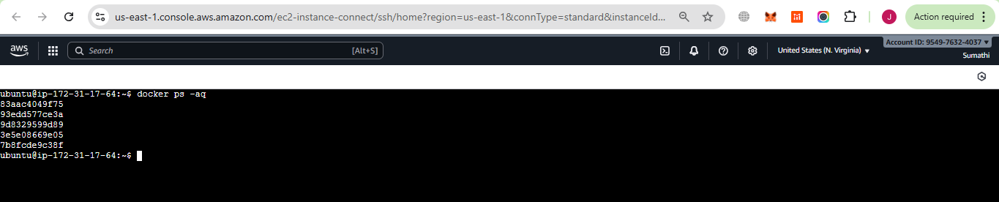 us-east-1.console.aws.amazon.com/ec2-instance-connect/ssh/home?region=us-east-1&connType=standard&instanceId...
J
Action required
aws
Search
[Alt+S]
United States (N. Virginia)
Account ID: 9549-7632-4037
Sumathi
ubuntu@ip-172-31-17-64:~$ docker ps -aq
83aac4049f75
93edd577ce3a
9d8329599d89
3e5e08669e05
7b8fcde9c38f
ubuntu@ip-172-31-17-64:~$